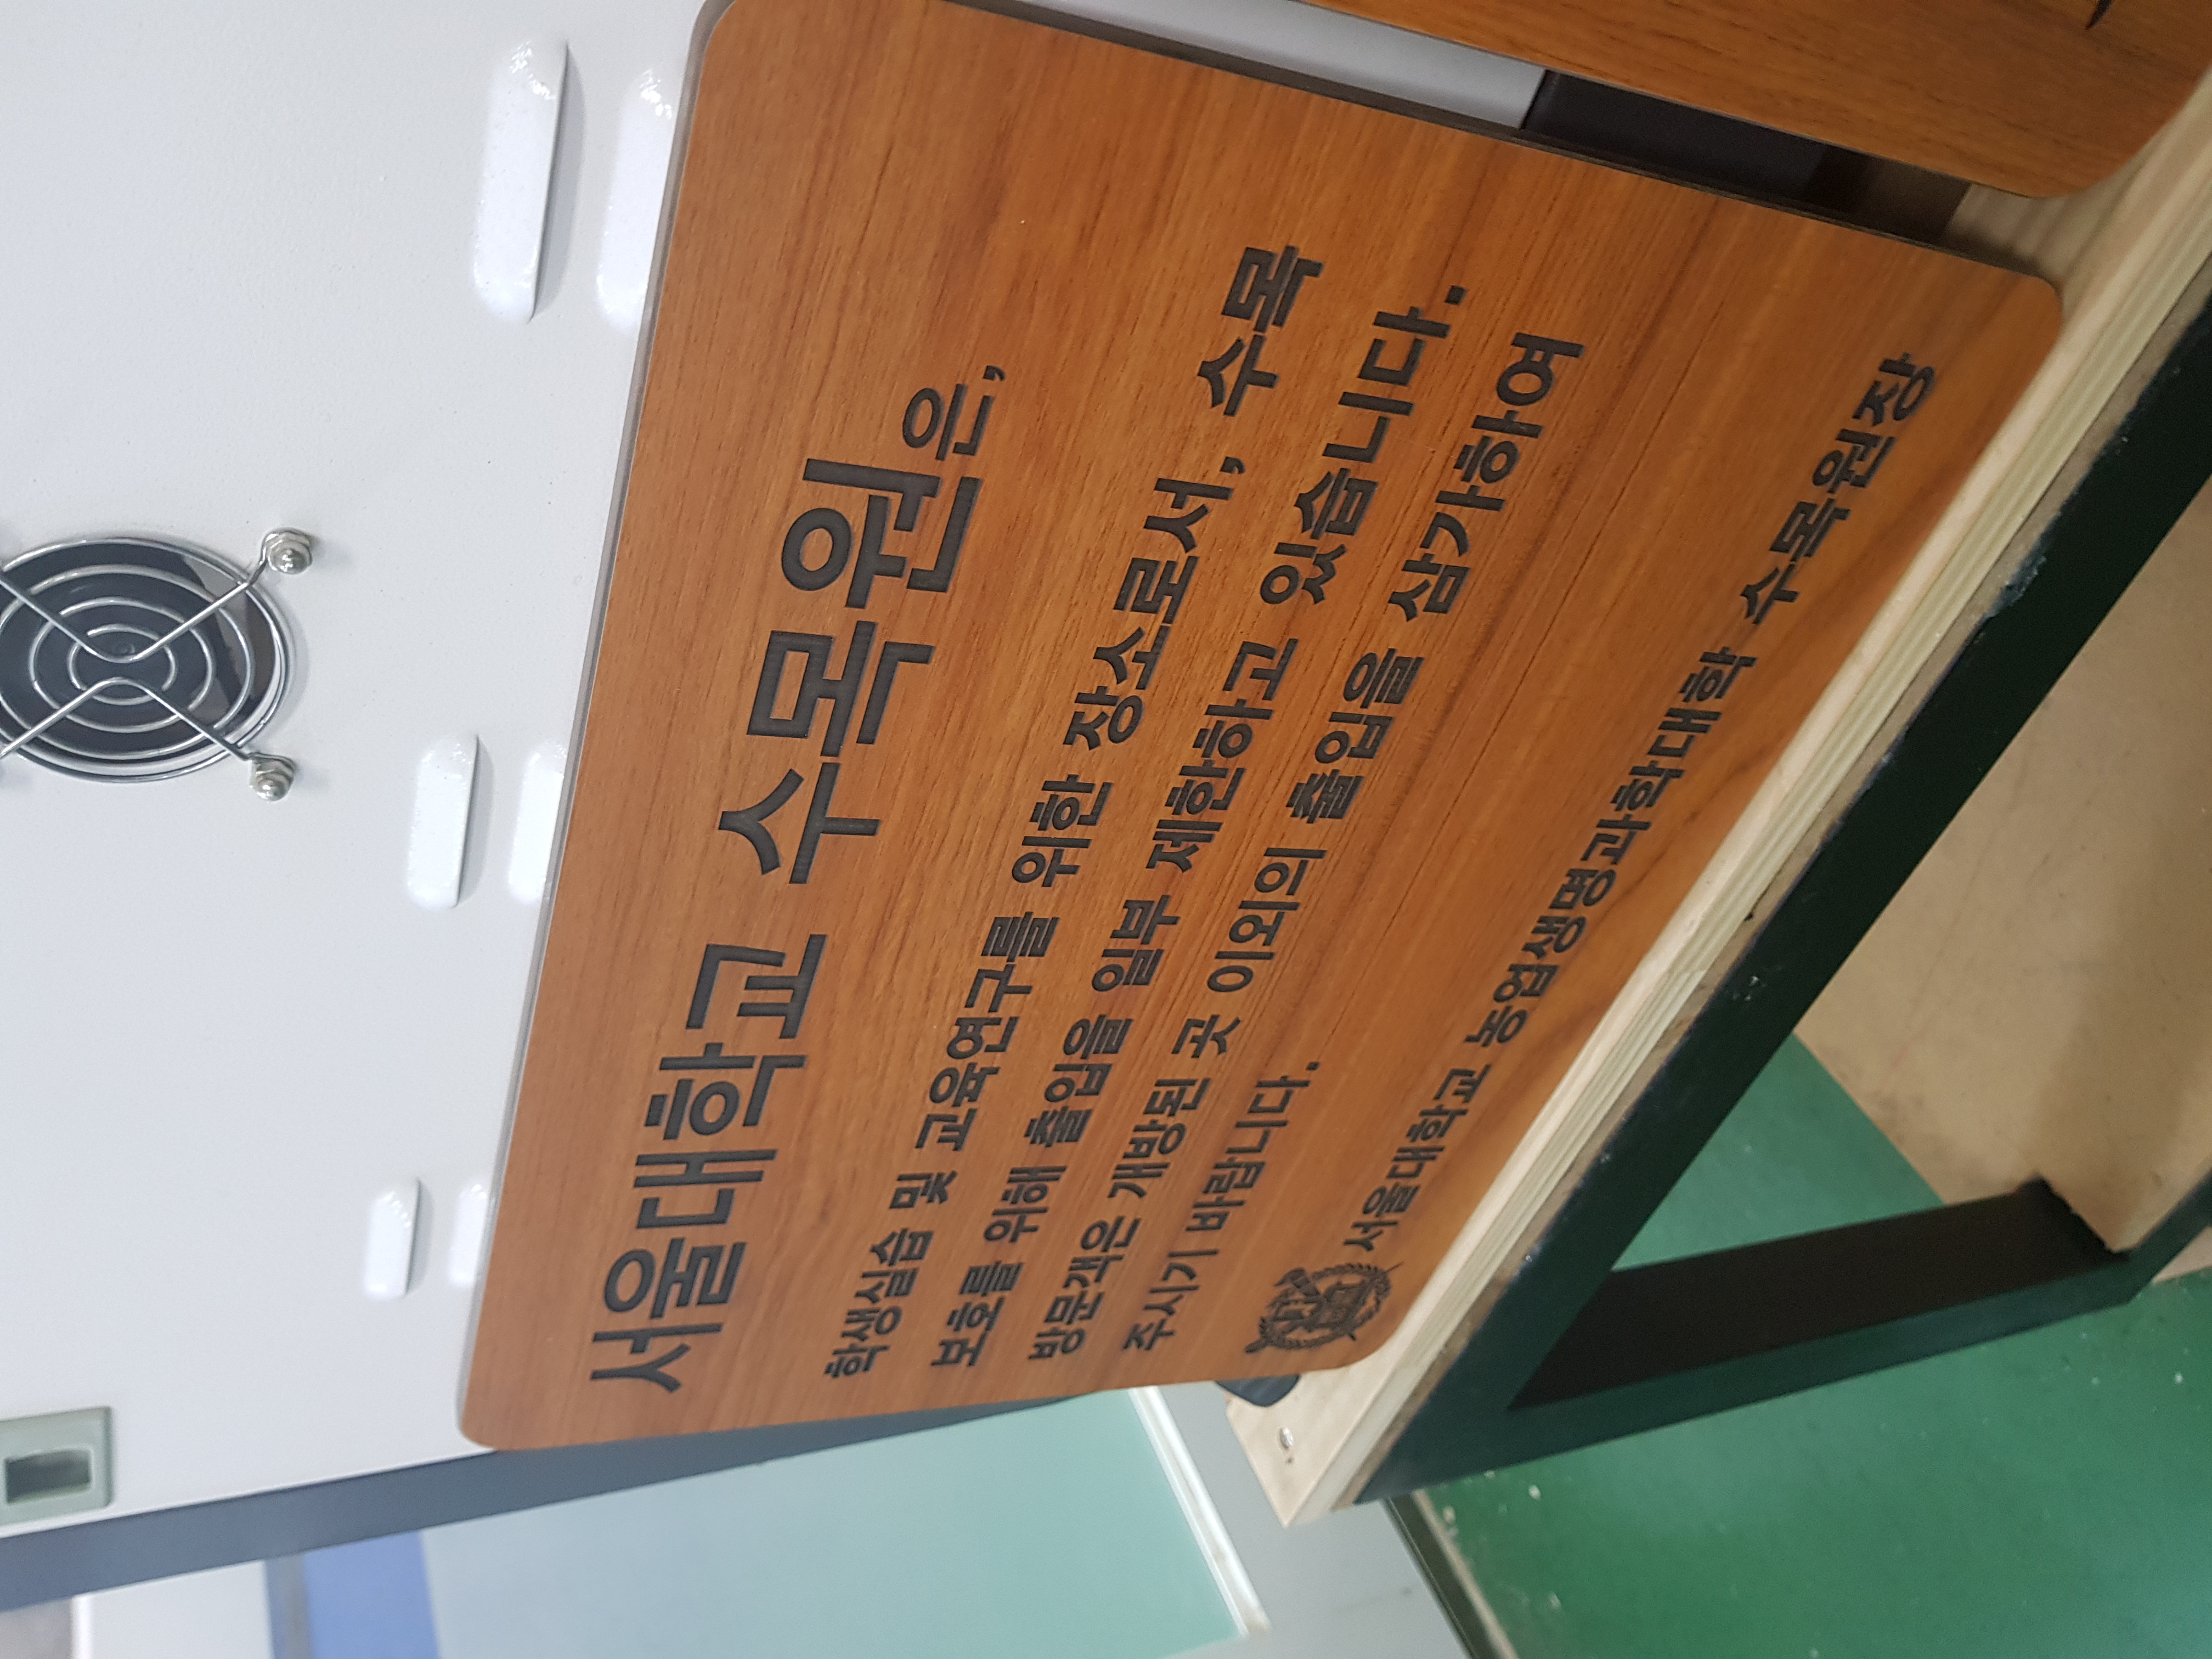 서울대학교 수목원은,
학생실습 및 교육연구를 위한 장소로서, 수목
보호를 위해 출입을 일부 제한하고 있습니다.
방문객은 개방된 곳 이외의 출입을 삼가하여
주시기 바랍니다.
서울대학교 농업생명과학대학 수목원장